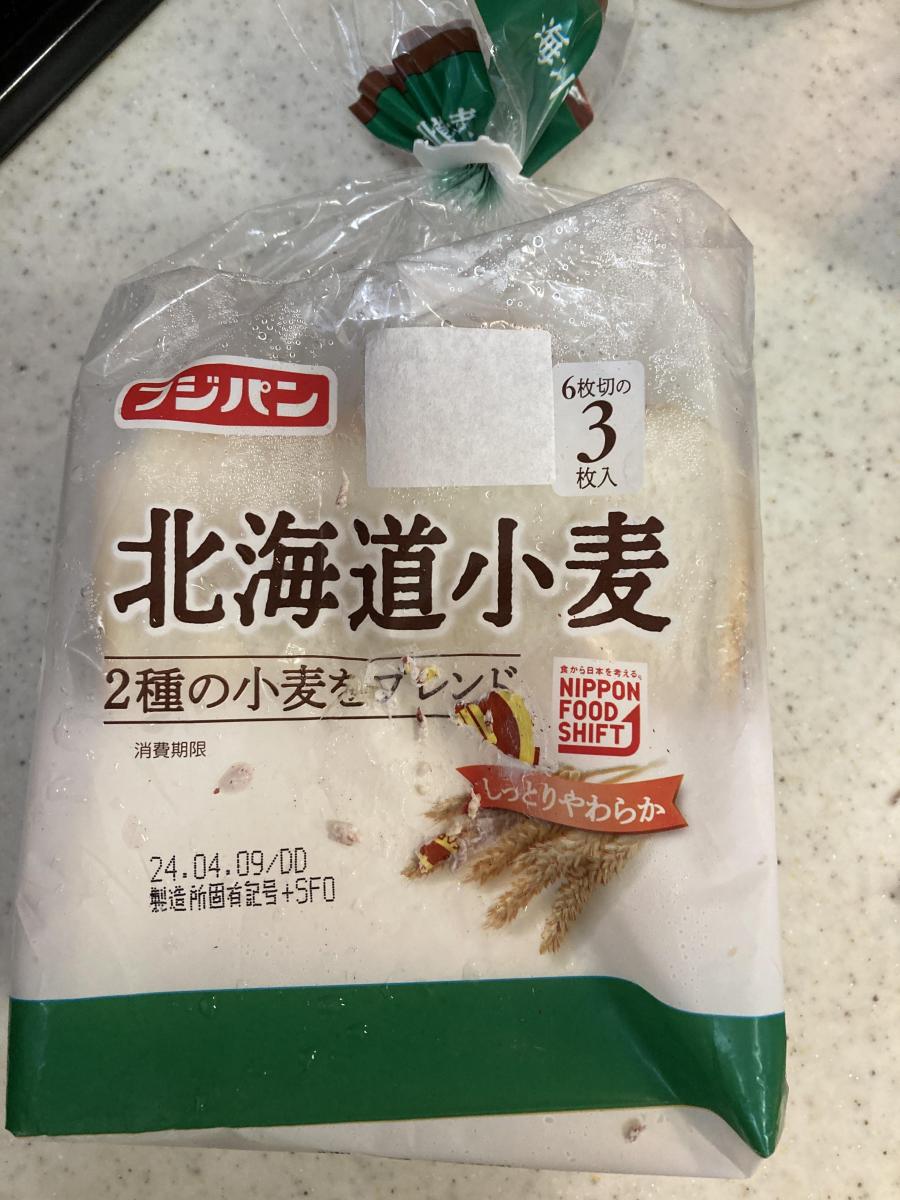 フジパン
6枚切の
3
枚入
北海道小麦
2種の小麦をブレンド
食から日本を考える。
NIPPON
FOOD
SHIFT
消費期限
しっとりやわらか
24.04.09/DD
製造所固有記号+SFO